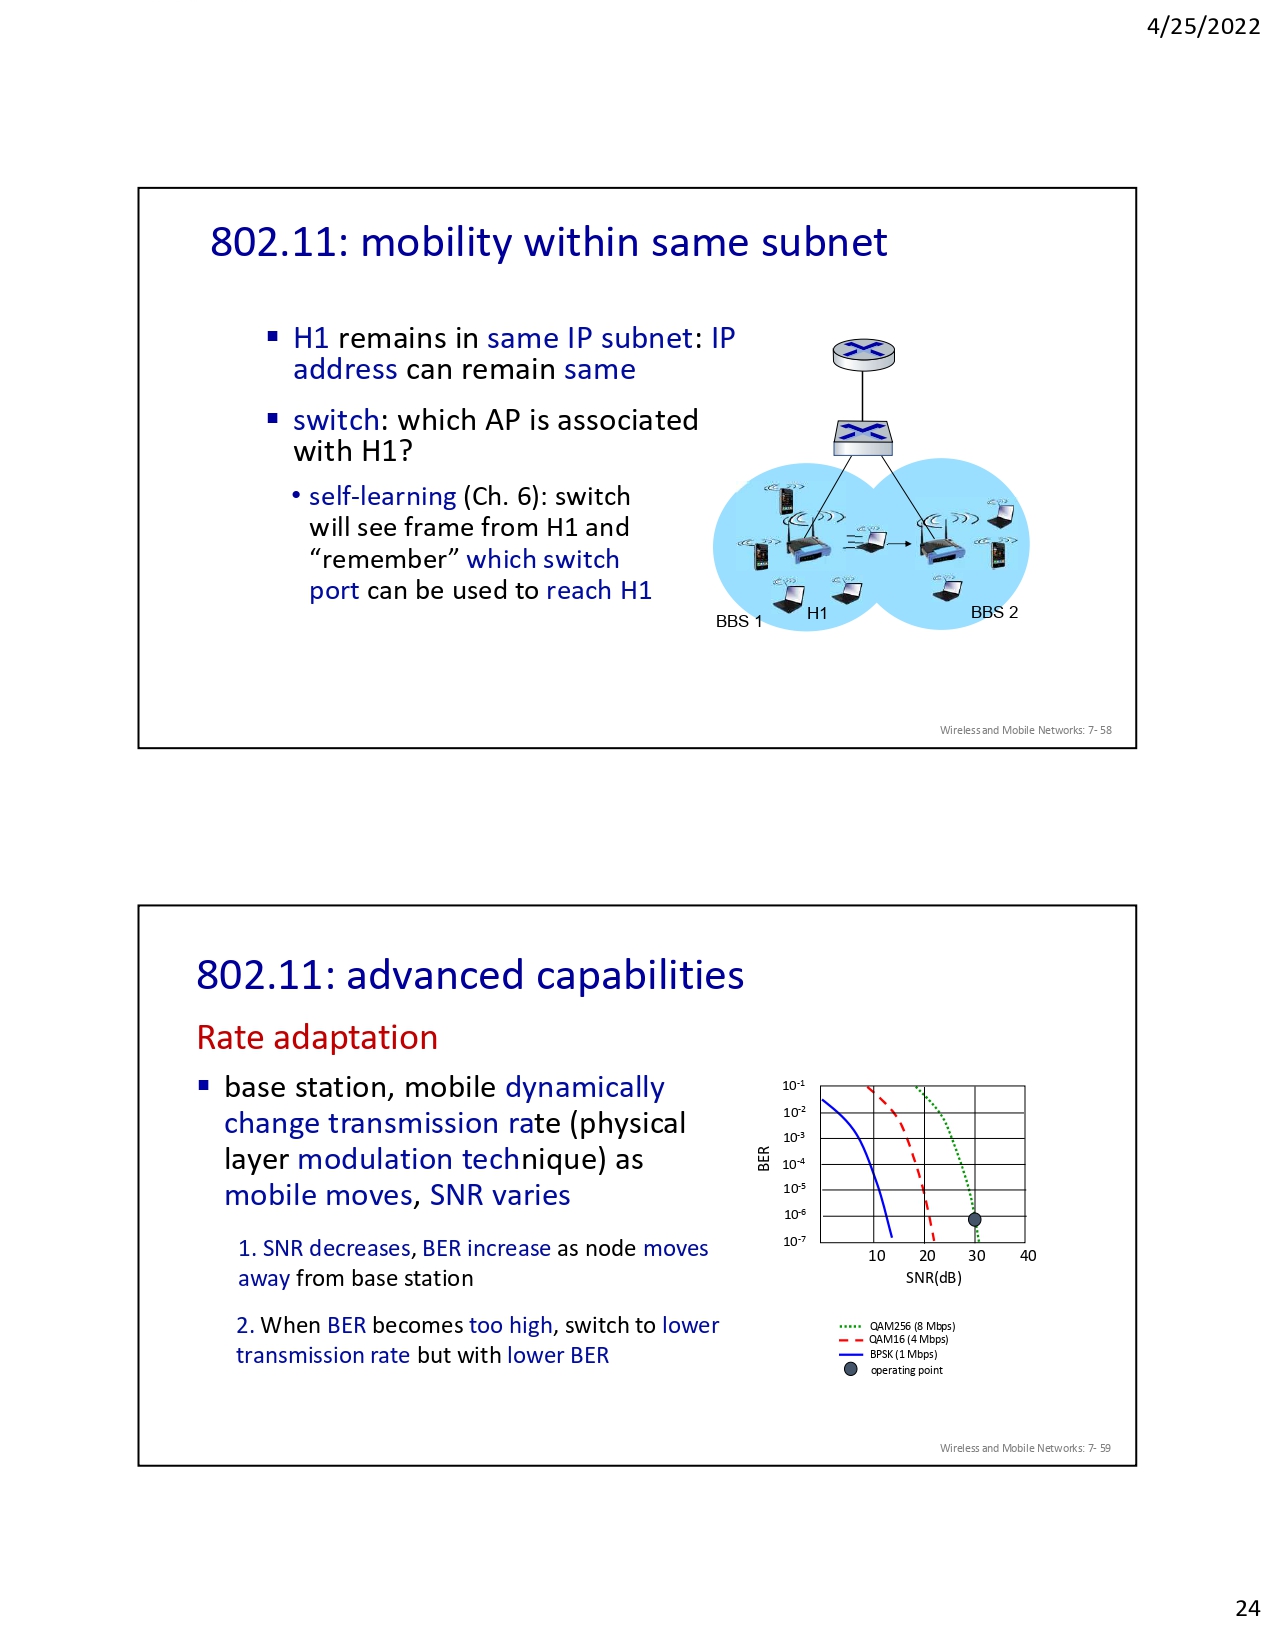 4/25/2022
802.11: mobility within same subnet
▪ H1 remains in same IP subnet: IP
address can remain same
▪ switch: which AP is associated
with H1?
• self-learning (Ch. 6): switch
will see frame from H1 and
“remember” which switch
port can be used to reach H1
BBS 1
H1
BBS 2
Wireless and Mobile Networks: 7- 58
802.11: advanced capabilities
Rate adaptation
▪ base station, mobile dynamically
change transmission rate (physical
layer modulation technique) as
mobile moves, SNR varies
1. SNR decreases, BER increase as node moves
away from base station
2. When BER becomes too high, switch to lower
transmission rate but with lower BER
10-1
10-2
10-3
10-4
10-5
10-6
10-7
BER
10 20 30 40
SNR(dB)
QAM256 (8 Mbps)
QAM16 (4 Mbps)
BPSK (1 Mbps)
operating point
Wireless and Mobile Networks: 7- 59
24